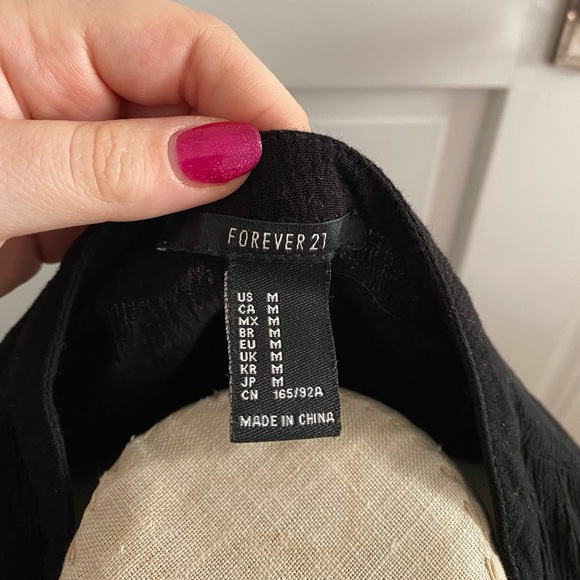 FOREVER 21
US M
CA M
MX M
BR M
EU M
UK M
KR M
JP M
CN 165/92A
MADE IN CHINA